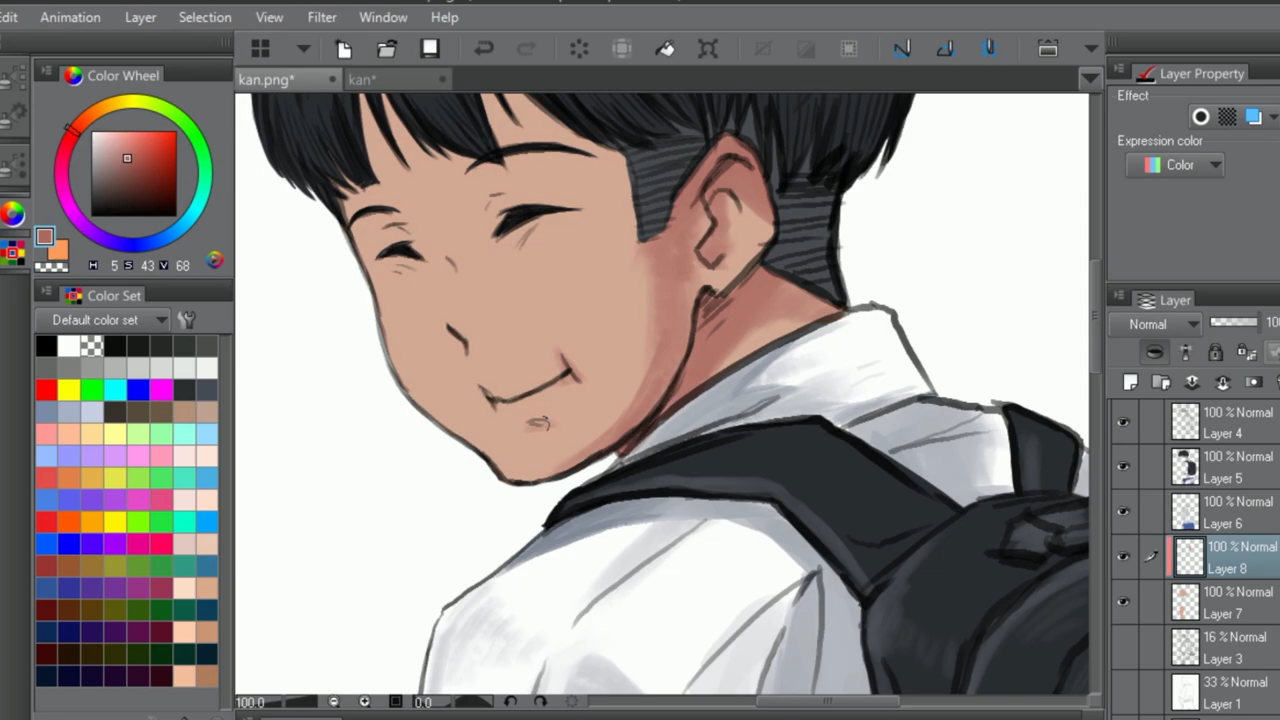 Edit Animation Layer Selection View Filter Window Help
kan.png* kan*
Color Wheel
H 5 S 43 V 68
Color Set
Default color set
100.0 0.0
Layer Property
Effect
Expression color
Color
Layer
Normal 10
100 % Normal
Layer 4
100 % Normal
Layer 5
100 % Normal
Layer 6
100 % Normal
Layer 8
100 % Normal
Layer 7
16 % Normal
Layer 3
33 % Normal
Layer 1